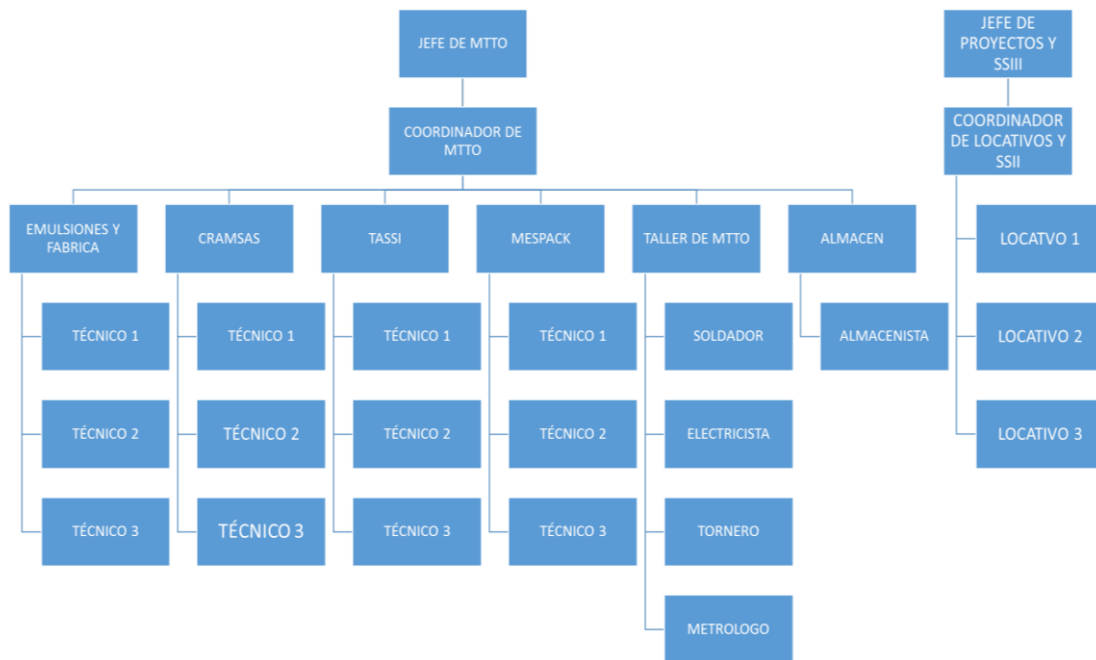 JEFE DE MTTO
JEFE DE
PROYECTOS Y
SSIII
COORDINADOR DE
MTTO
COORDINADOR
DE LOCATIVOS Y
SSII
EMULSIONES Y
FABRICA
CRAMSAS
TASSI
MESPACK
TALLER DE MTTO
ALMACEN
LOCATVO 1
TÉCNICO 1
TÉCNICO 1
TÉCNICO 1
TÉCNICO 1
SOLDADOR
ALMACENISTA
LOCATIVO 2
TÉCNICO 2
TÉCNICO 2
TÉCNICO 2
TÉCNICO 2
ELECTRICISTA
LOCATIVO 3
TÉCNICO 3
TÉCNICO 3
TÉCNICO 3
TÉCNICO 3
TORNERO
METROLOGO